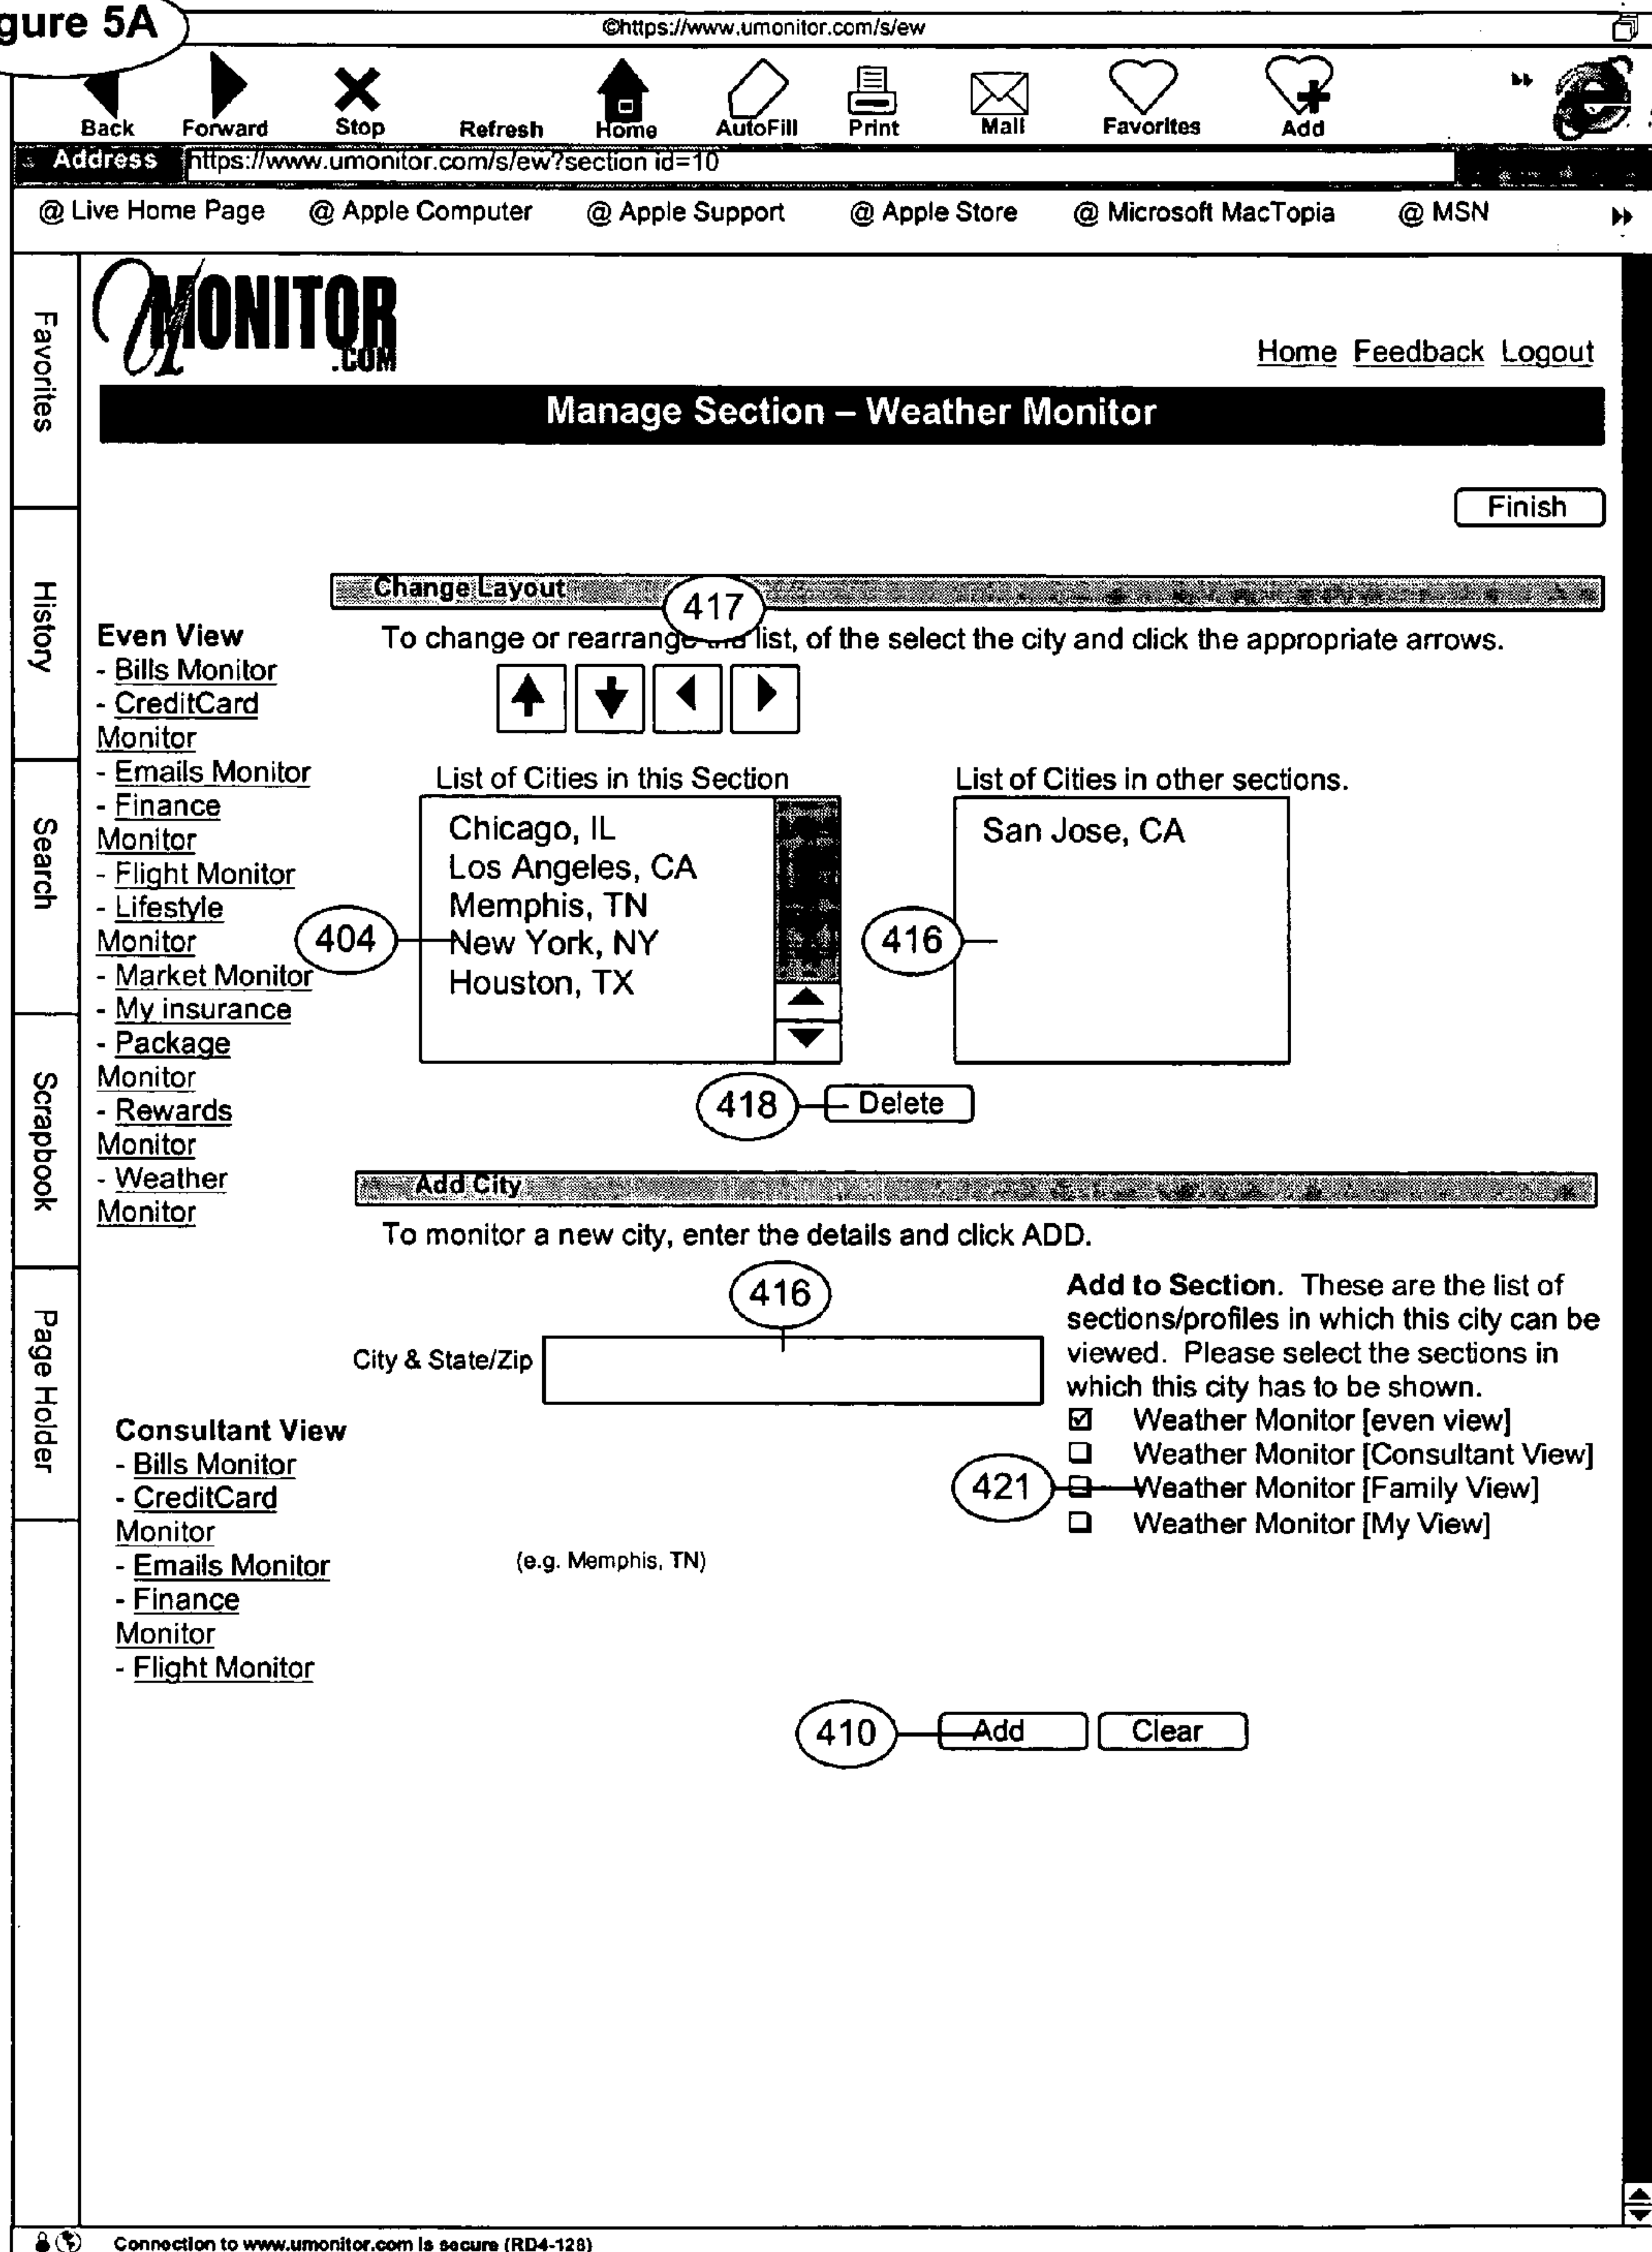 gure 5A
©https://www.umonitor.com/s/ew
Back Forward Stop Refresh Home AutoFill Print Mail Favorites Add
Address https://www.umonitor.com/s/ew?section id=10
@ Live Home Page @ Apple Computer @ Apple Support @ Apple Store @ Microsoft MacTopia @ MSN
Favorites
History
Search
Scrapbook
Page Holder
UMONITOR
.COM
Home Feedback Logout
Manage Section – Weather Monitor
Finish
Change Layout
417
To change or rearrange the list, of the select the city and click the appropriate arrows.
Even View
- Bills Monitor
- CreditCard
Monitor
- Emails Monitor
- Finance
Monitor
- Flight Monitor
- Lifestyle
Monitor
- Market Monitor
- My insurance
- Package
Monitor
- Rewards
Monitor
- Weather
Monitor
List of Cities in this Section
Chicago, IL
Los Angeles, CA
Memphis, TN
New York, NY
Houston, TX
404
List of Cities in other sections.
San Jose, CA
416
418
Delete
Add City
To monitor a new city, enter the details and click ADD.
416
City & State/Zip
(e.g. Memphis, TN)
Add to Section. These are the list of
sections/profiles in which this city can be
viewed. Please select the sections in
which this city has to be shown.
☑ Weather Monitor [even view]
❏ Weather Monitor [Consultant View]
❏ Weather Monitor [Family View]
❏ Weather Monitor [My View]
421
Consultant View
- Bills Monitor
- CreditCard
Monitor
- Emails Monitor
- Finance
Monitor
- Flight Monitor
410
Add Clear
Connection to www.umonitor.com is secure (RD4-128)